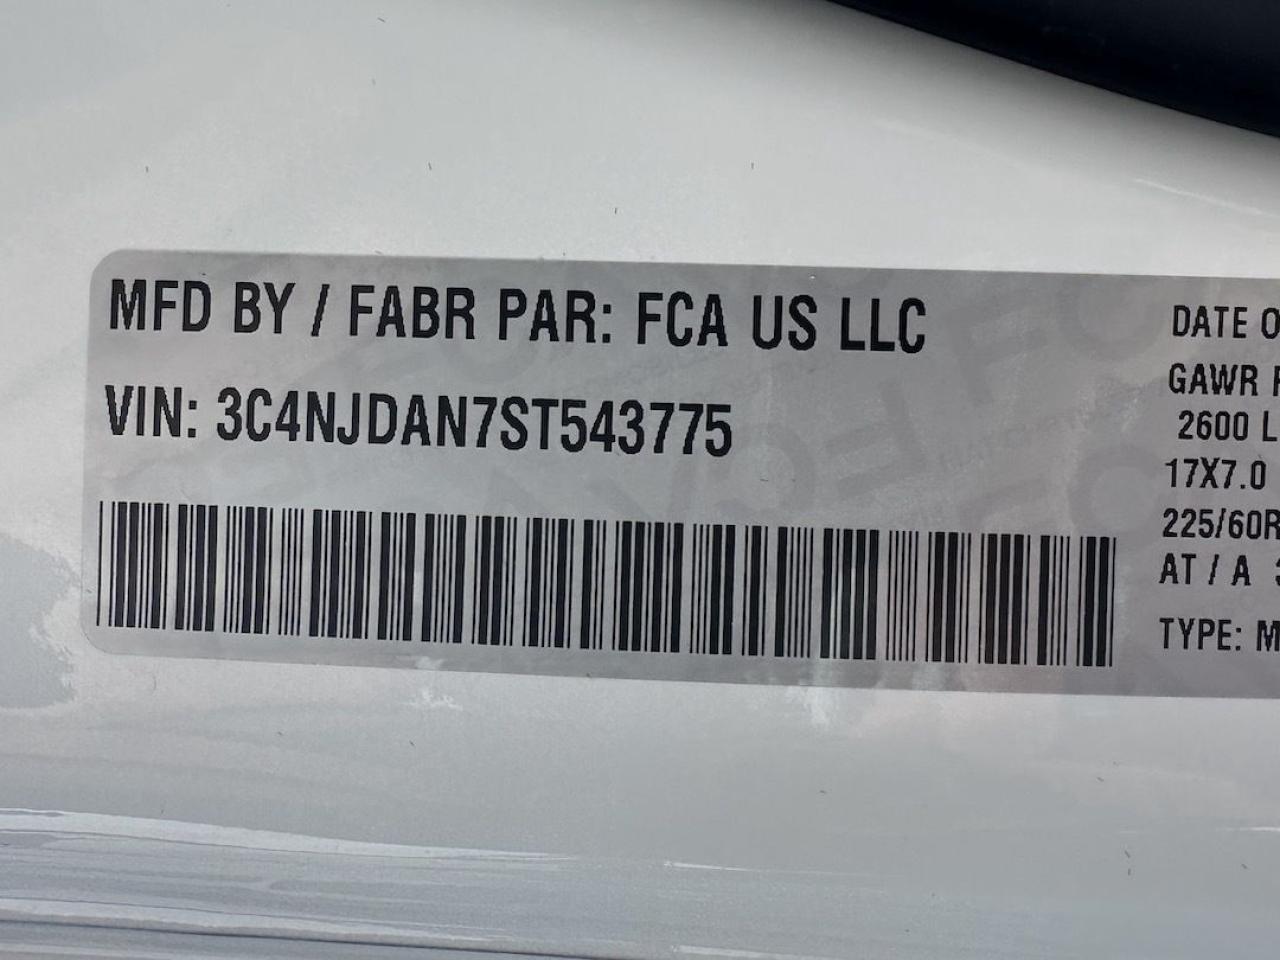 MFD BY / FABR PAR: FCA US LLC
VIN: 3C4NJDAN7ST543775
DATE O
GAWR
2600 L
17X7.0
225/60R
AT / A
TYPE: M